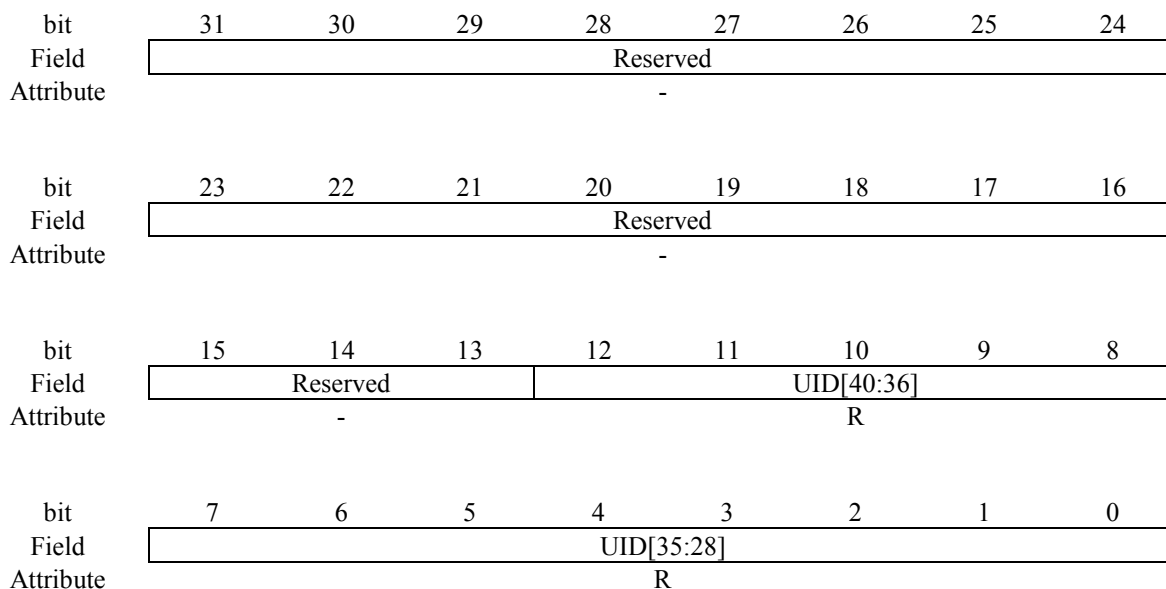 bit 31 30 29 28 27 26 25 24
Field Reserved
Attribute -
bit 23 22 21 20 19 18 17 16
Field Reserved
Attribute -
bit 15 14 13 12 11 10 9 8
Field Reserved UID[40:36]
Attribute - R
bit 7 6 5 4 3 2 1 0
Field UID[35:28]
Attribute R